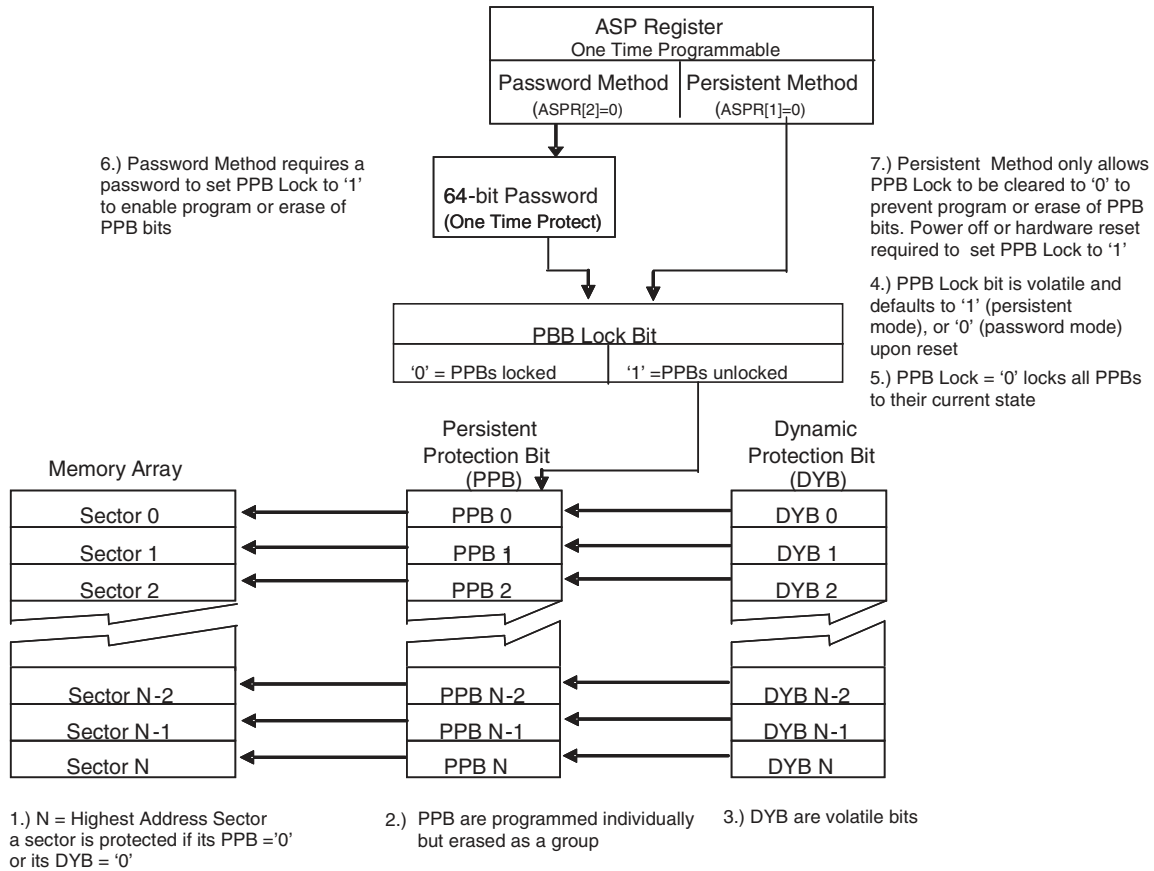 ASP Register
One Time Programmable
Password Method
(ASPR[2]=0)
Persistent Method
(ASPR[1]=0)
6.) Password Method requires a
password to set PPB Lock to ‘1’
to enable program or erase of
PPB bits
64-bit Password
(One Time Protect)
7.) Persistent Method only allows
PPB Lock to be cleared to ‘0’ to
prevent program or erase of PPB
bits. Power off or hardware reset
required to set PPB Lock to ‘1’
4.) PPB Lock bit is volatile and
defaults to ‘1’ (persistent
mode), or ‘0’ (password mode)
upon reset
5.) PPB Lock = ‘0’ locks all PPBs
to their current state
PBB Lock Bit
‘0’ = PPBs locked
‘1’ =PPBs unlocked
Memory Array
Persistent
Protection Bit
(PPB)
Dynamic
Protection Bit
(DYB)
Sector 0
PPB 0
DYB 0
Sector 1
PPB 1
DYB 1
Sector 2
PPB 2
DYB 2
Sector N-2
PPB N-2
DYB N-2
Sector N-1
PPB N-1
DYB N-1
Sector N
PPB N
DYB N
1.) N = Highest Address Sector
a sector is protected if its PPB =‘0’
or its DYB = ‘0’
2.) PPB are programmed individually
but erased as a group
3.) DYB are volatile bits